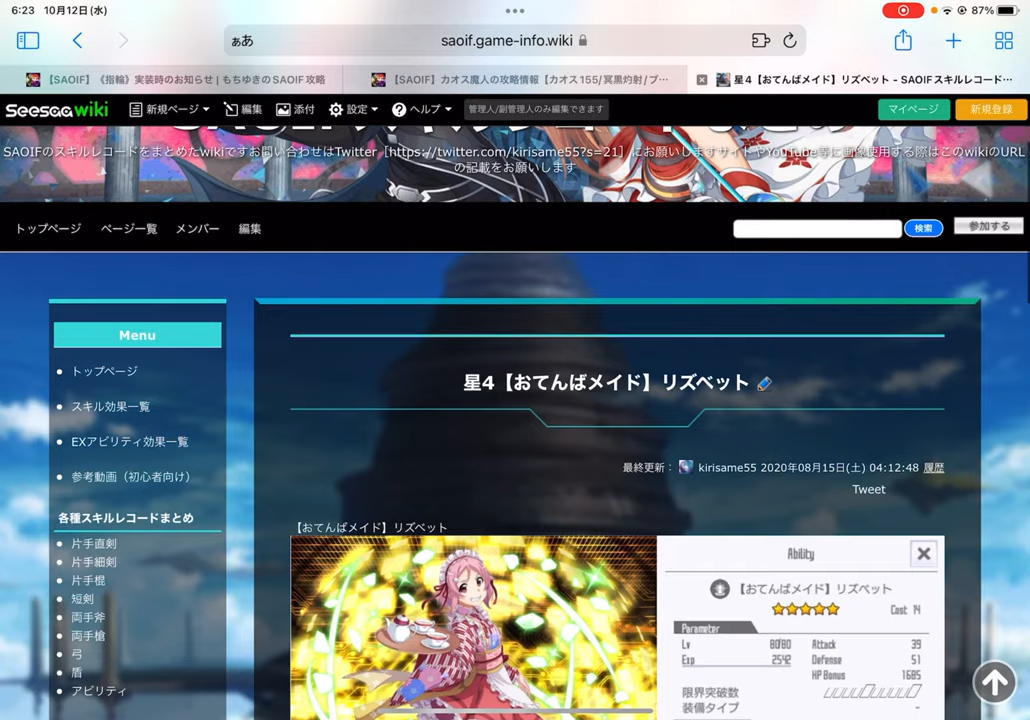 6:23 10月12日(水)
87%
ぁあ
saoif.game-info.wiki
【SAOIF】《指輪》実装時のお知らせ | もちゆきのSAOIF攻略
【SAOIF】カオス魔人の攻略情報【カオス155/冥黒灼射/ブ…
星4【おてんばメイド】リズベット - SAOIFスキルレコード…
Seesaa wiki
新規ページ
編集
添付
設定
ヘルプ
管理人/副管理人のみ編集できます
マイページ
新規登録
SAOIFのスキルレコードをまとめたwikiですお問い合わせはTwitter［https://twitter.com/kirisame55?s=21］にお願いしますサイトやYouTube等に画像使用する際はこのwikiのURL
の記載をお願いします
トップページ ページ一覧 メンバー 編集
検索
参加する
Menu
トップページ
スキル効果一覧
EXアビリティ効果一覧
参考動画（初心者向け）
各種スキルレコードまとめ
片手直剣
片手細剣
片手棍
短剣
両手斧
両手槍
弓
盾
アビリティ
星4【おてんばメイド】リズベット
最終更新： kirisame55 2020年08月15日(土) 04:12:48 履歴
Tweet
【おてんばメイド】リズベット
Ability
【おてんばメイド】リズベット
Cost 14
Parameter
Lv 80/80
Exp 2542
Attack 39
Defense 51
HP Bonus 1685
限界突破数
装備タイプ -